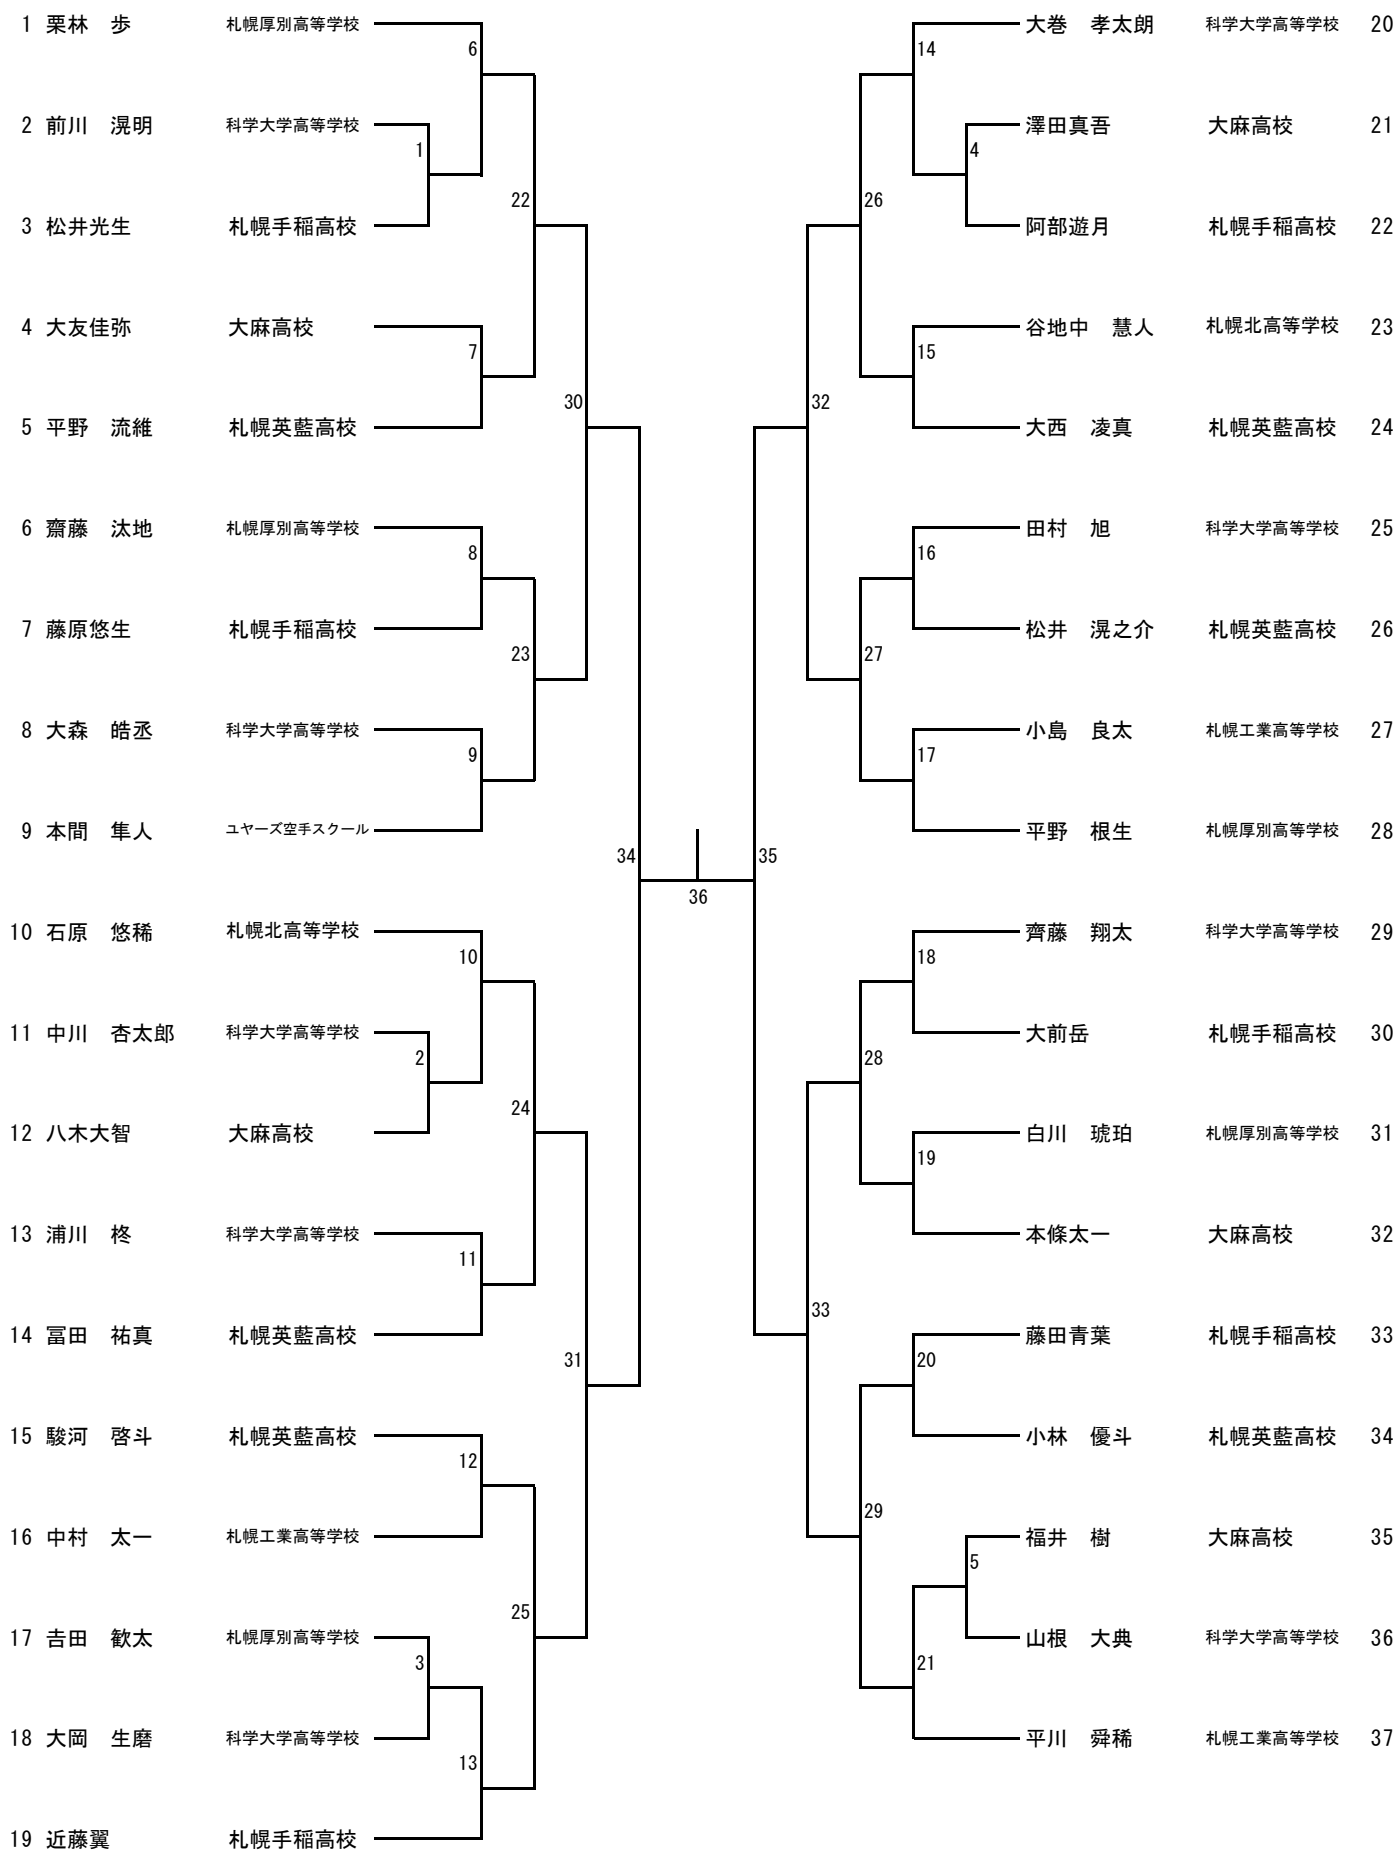 1 栗林　歩 札幌厚別高等学校
6
2 前川　滉明 科学大学高等学校
1
22
3 松井光生 札幌手稲高校
4 大友佳弥 大麻高校
7
30
5 平野　流維 札幌英藍高校
6 齋藤　汰地 札幌厚別高等学校
8
7 藤原悠生 札幌手稲高校
23
8 大森　皓丞 科学大学高等学校
9
9 本間　隼人 ユヤーズ空手スクール
34
36
10 石原　悠稀 札幌北高等学校
10
11 中川　杏太郎 科学大学高等学校
2
24
12 八木大智 大麻高校
13 浦川　柊 科学大学高等学校
11
14 冨田　祐真 札幌英藍高校
31
15 駿河　啓斗 札幌英藍高校
12
16 中村　太一 札幌工業高等学校
25
17 𠮷田　歓太 札幌厚別高等学校
3
18 大岡　生磨 科学大学高等学校
13
19 近藤翼 札幌手稲高校
大巻　孝太朗 科学大学高等学校 20
14
澤田真吾 大麻高校 21
4
26
阿部遊月 札幌手稲高校 22
谷地中　慧人 札幌北高等学校 23
15
32
大西　凌真 札幌英藍高校 24
田村　旭 科学大学高等学校 25
16
松井　滉之介 札幌英藍高校 26
27
小島　良太 札幌工業高等学校 27
17
平野　根生 札幌厚別高等学校 28
35
齊藤　翔太 科学大学高等学校 29
18
大前岳 札幌手稲高校 30
28
白川　琥珀 札幌厚別高等学校 31
19
本條太一 大麻高校 32
33
藤田青葉 札幌手稲高校 33
20
小林　優斗 札幌英藍高校 34
29
福井　樹 大麻高校 35
5
山根　大典 科学大学高等学校 36
21
平川　舜稀 札幌工業高等学校 37